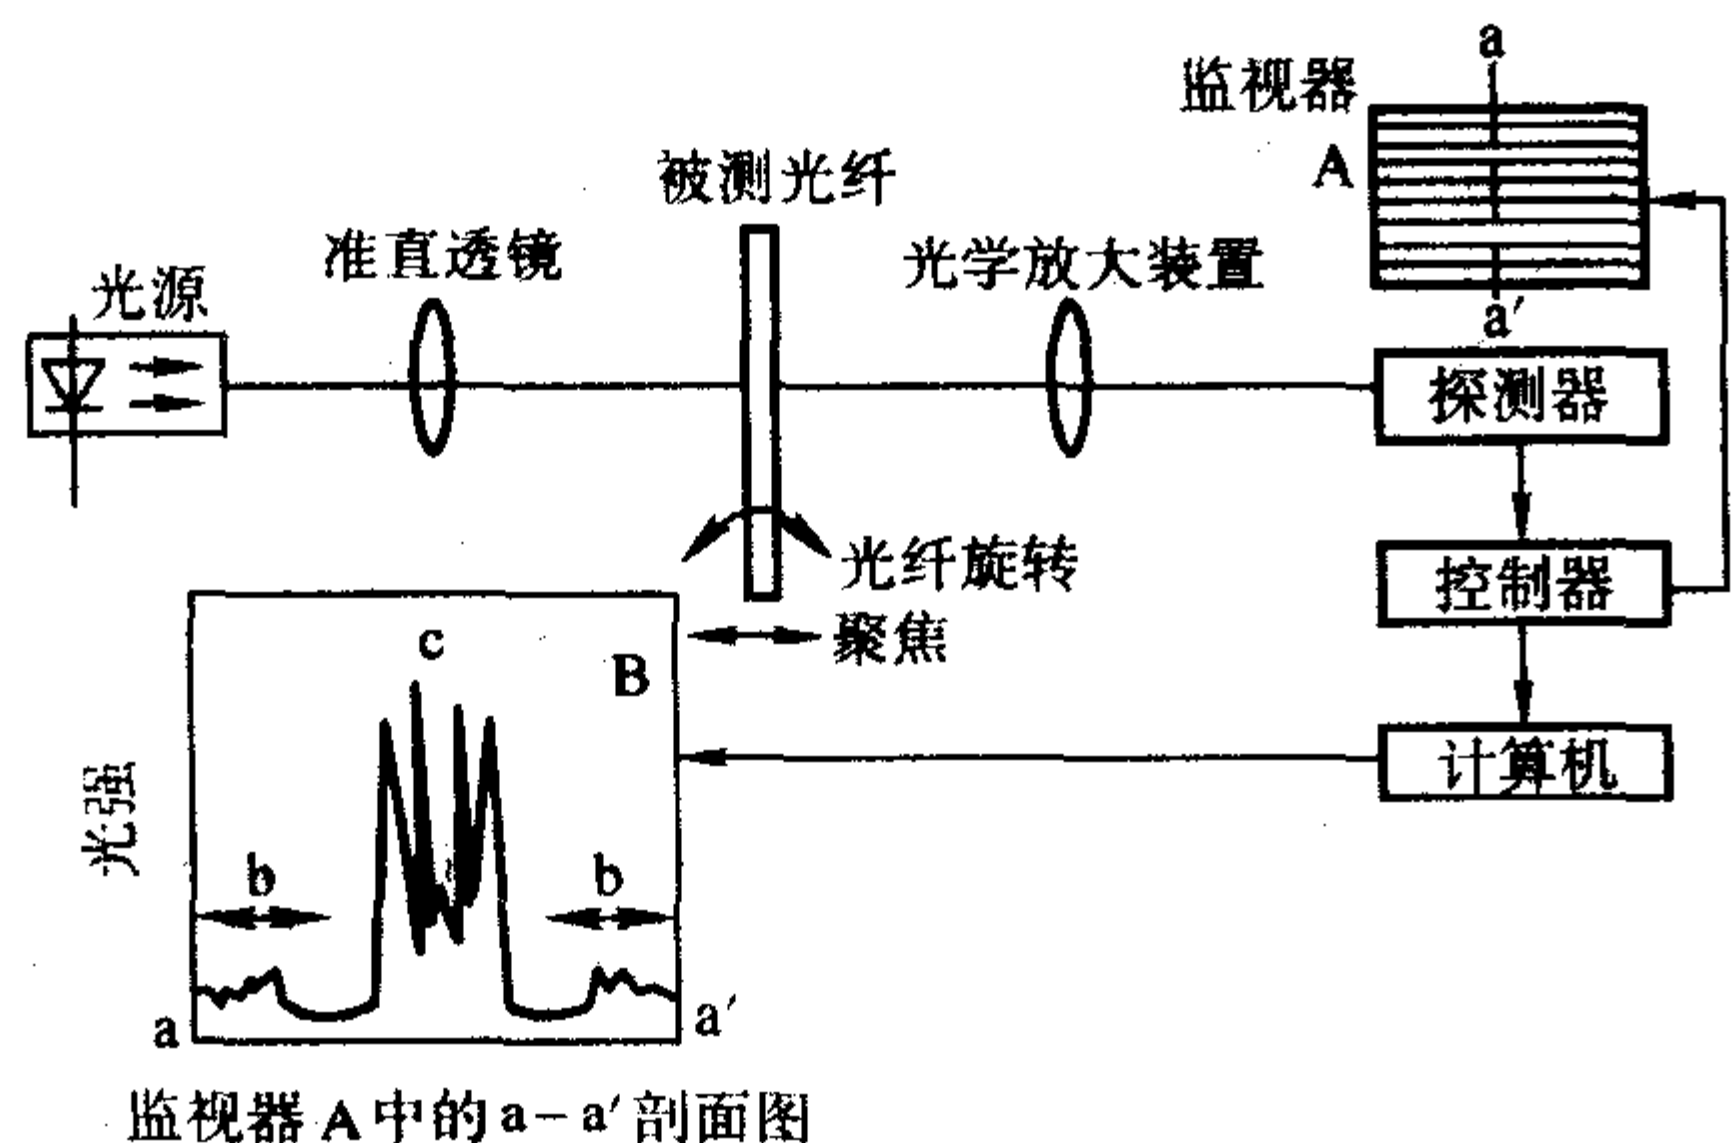 a
监视器
A
被测光纤
准直透镜
光学放大装置
光源
a′
探测器
光纤旋转
控制器
聚焦
c
B
计算机
光强
b
b
a
a′
监视器 A 中的 a-a′ 剖面图